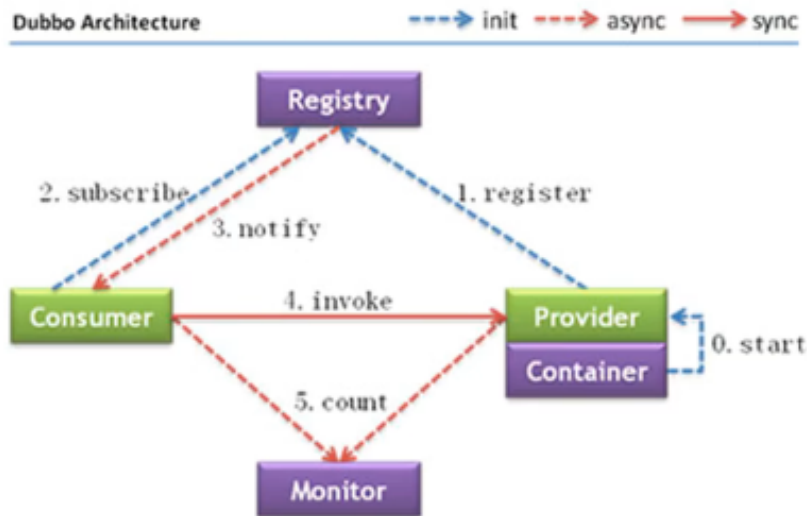 Dubbo Architecture
init
async
sync
Registry
2. subscribe
1. register
3. notify
Consumer
4. invoke
Provider
0. start
Container
5. count
Monitor